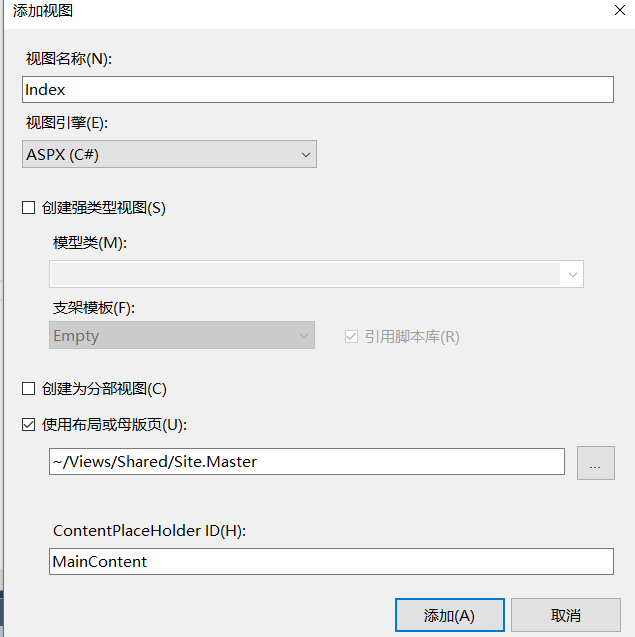 添加视图
视图名称(N):
Index
视图引擎(E):
ASPX (C#)
创建强类型视图(S)
模型类(M):
支架模板(F):
Empty
引用脚本库(R)
创建为分部视图(C)
使用布局或母版页(U):
~/Views/Shared/Site.Master
...
ContentPlaceHolder ID(H):
MainContent
添加(A)
取消